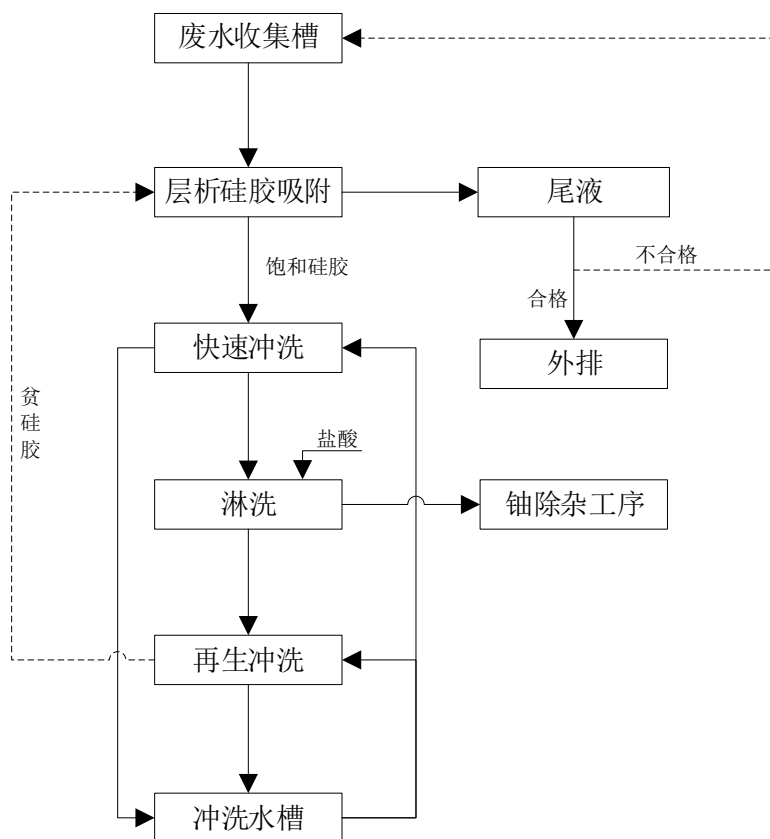 废水收集槽
层析硅胶吸附
尾液
饱和硅胶
不合格
合格
快速冲洗
外排
贫硅胶
盐酸
淋洗
铀除杂工序
再生冲洗
冲洗水槽